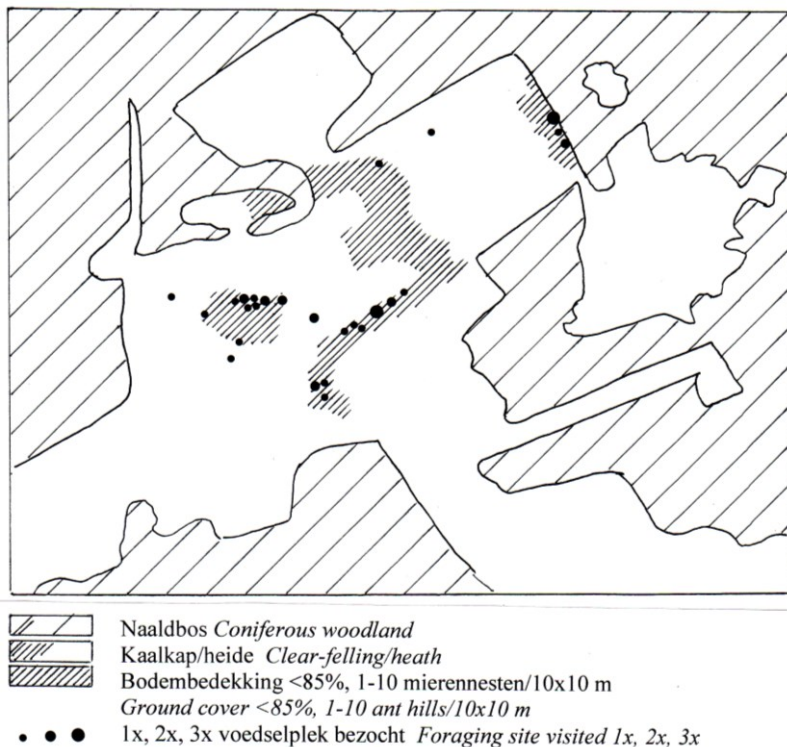 Naaldbos Coniferous woodland
Kaalkap/heide Clear-felling/heath
Bodembedekking <85%, 1-10 mierennesten/10x10 m
Ground cover <85%, 1-10 ant hills/10x10 m
1x, 2x, 3x voedselplek bezocht Foraging site visited 1x, 2x, 3x